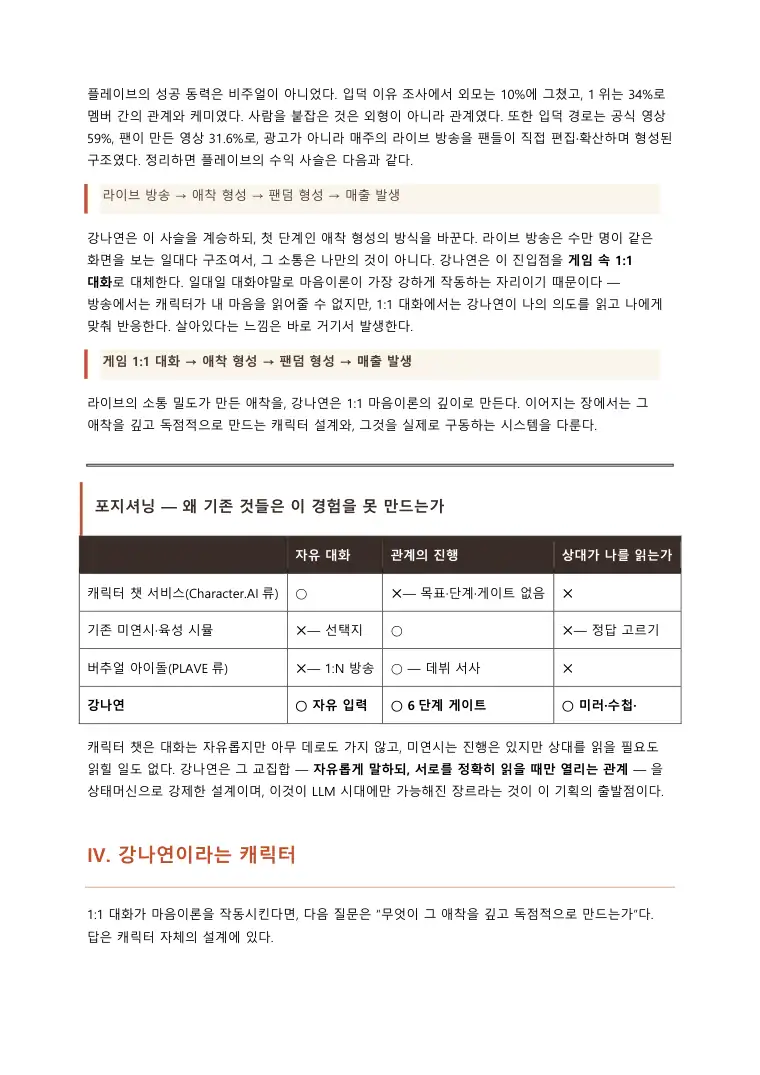 플레이브의 성공 동력은 비주얼이 아니었다. 입덕 이유 조사에서 외모는 10%에 그쳤고, 1 위는 34%로
멤버 간의 관계와 케미였다. 사람을 붙잡은 것은 외형이 아니라 관계였다. 또한 입덕 경로는 공식 영상
59%, 팬이 만든 영상 31.6%로, 광고가 아니라 매주의 라이브 방송을 팬들이 직접 편집·확산하며 형성된
구조였다. 정리하면 플레이브의 수익 사슬은 다음과 같다.
라이브 방송 → 애착 형성 → 팬덤 형성 → 매출 발생
강나연은 이 사슬을 계승하되, 첫 단계인 애착 형성의 방식을 바꾼다. 라이브 방송은 수만 명이 같은
화면을 보는 일대다 구조여서, 그 소통은 나만의 것이 아니다. 강나연은 이 진입점을 게임 속 1:1
대화로 대체한다. 일대일 대화야말로 마음이론이 가장 강하게 작동하는 자리이기 때문이다 —
방송에서는 캐릭터가 내 마음을 읽어줄 수 없지만, 1:1 대화에서는 강나연이 나의 의도를 읽고 나에게
맞춰 반응한다. 살아있다는 느낌은 바로 거기서 발생한다.
게임 1:1 대화 → 애착 형성 → 팬덤 형성 → 매출 발생
라이브의 소통 밀도가 만든 애착을, 강나연은 1:1 마음이론의 깊이로 만든다. 이어지는 장에서는 그
애착을 깊고 독점적으로 만드는 캐릭터 설계와, 그것을 실제로 구동하는 시스템을 다룬다.
포지셔닝 — 왜 기존 것들은 이 경험을 못 만드는가
자유 대화 관계의 진행 상대가 나를 읽는가
캐릭터 챗 서비스(Character.AI 류) ○ ✕— 목표·단계·게이트 없음 ✕
기존 미연시·육성 시뮬 ✕— 선택지 ○ ✕— 정답 고르기
버추얼 아이돌(PLAVE 류) ✕— 1:N 방송 ○ — 데뷔 서사 ✕
강나연 ○ 자유 입력 ○ 6 단계 게이트 ○ 미러·수첩·
캐릭터 챗은 대화는 자유롭지만 아무 데로도 가지 않고, 미연시는 진행은 있지만 상대를 읽을 필요도
읽힐 일도 없다. 강나연은 그 교집합 — 자유롭게 말하되, 서로를 정확히 읽을 때만 열리는 관계 — 을
상태머신으로 강제한 설계이며, 이것이 LLM 시대에만 가능해진 장르라는 것이 이 기획의 출발점이다.
IV. 강나연이라는 캐릭터
1:1 대화가 마음이론을 작동시킨다면, 다음 질문은 "무엇이 그 애착을 깊고 독점적으로 만드는가"다.
답은 캐릭터 자체의 설계에 있다.